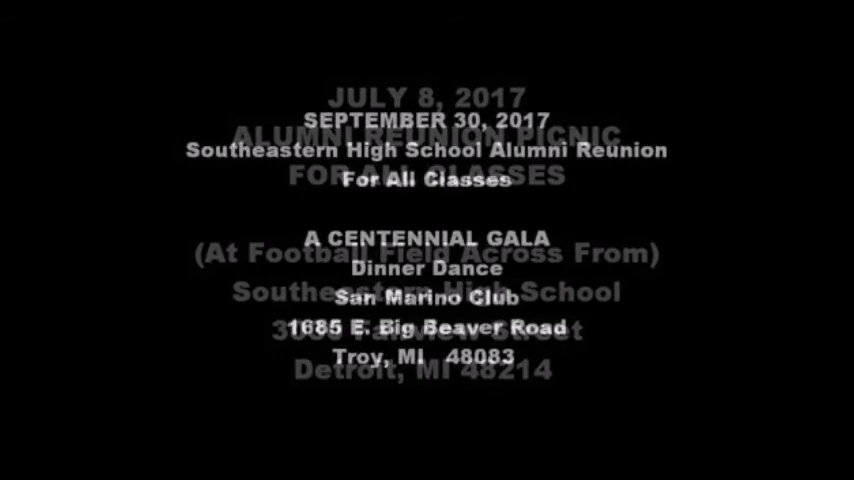 JULY 8, 2017
ALUMNI REUNION PICNIC
FOR ALL CLASSES
(At Football Field Across From)
Southeastern High School
Street
Detroit, MI 48214
SEPTEMBER 30, 2017
Southeastern High School Alumni Reunion
For All Classes
A CENTENNIAL GALA
Dinner Dance
San Marino Club
1685 E. Big Beaver Road
Troy, MI 48083